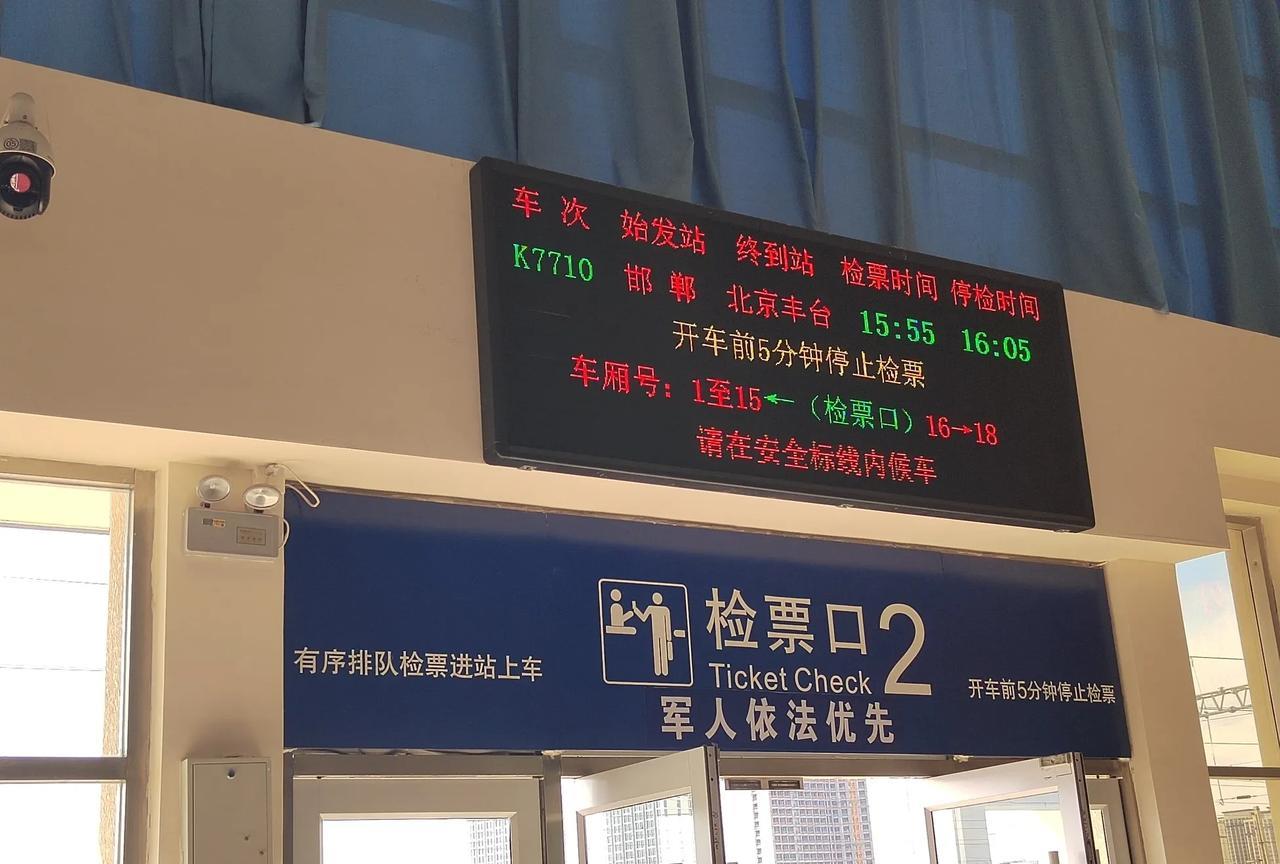 车次 始发站 终到站 检票时间 停检时间
K7710 邯郸 北京丰台 15:55 16:05
开车前5分钟停止检票
车厢号：1至15←（检票口）16→18
请在安全标线内候车
有序排队检票进站上车
检票口 2
Ticket Check
开车前5分钟停止检票
军人依法优先
05